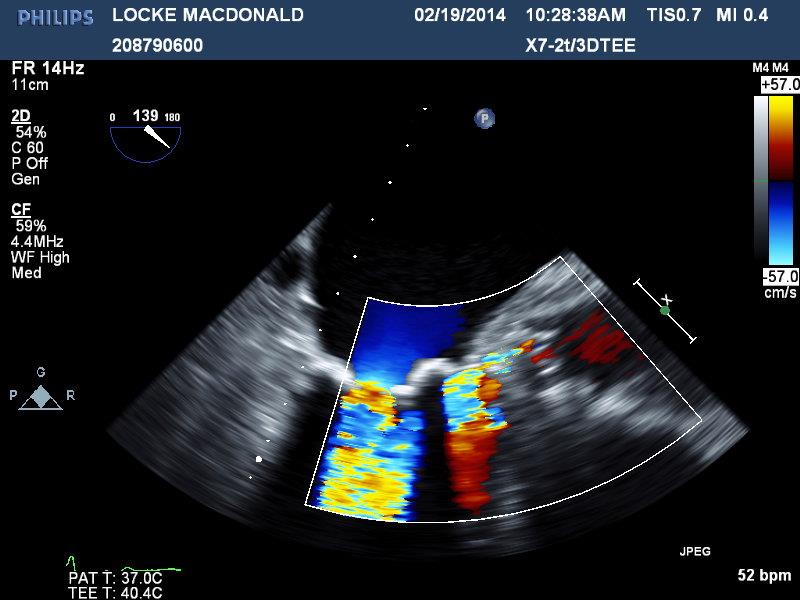 PHILIPS LOCKE MACDONALD 02/19/2014 10:28:38AM TIS0.7 MI 0.4
208790600 X7-2t/3DTEE
FR 14Hz
11cm
M4 M4
+57.0
2D
54%
C 60
P Off
Gen
0 139 180
P
CF
59%
4.4MHz
WF High
Med
-57.0
cm/s
X
G
P R
JPEG
PAT T: 37.0C
TEE T: 40.4C
52 bpm